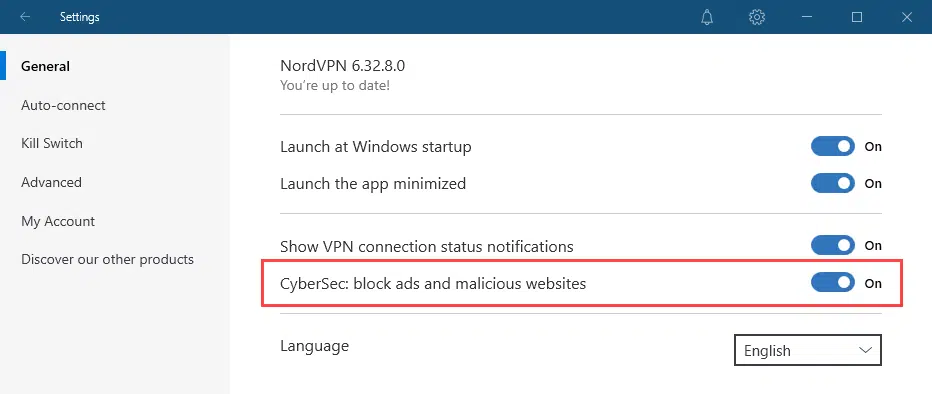 Settings
General
Auto-connect
Kill Switch
Advanced
My Account
Discover our other products
NordVPN 6.32.8.0
You're up to date!
Launch at Windows startup
On
Launch the app minimized
On
Show VPN connection status notifications
On
CyberSec: block ads and malicious websites
On
Language
English